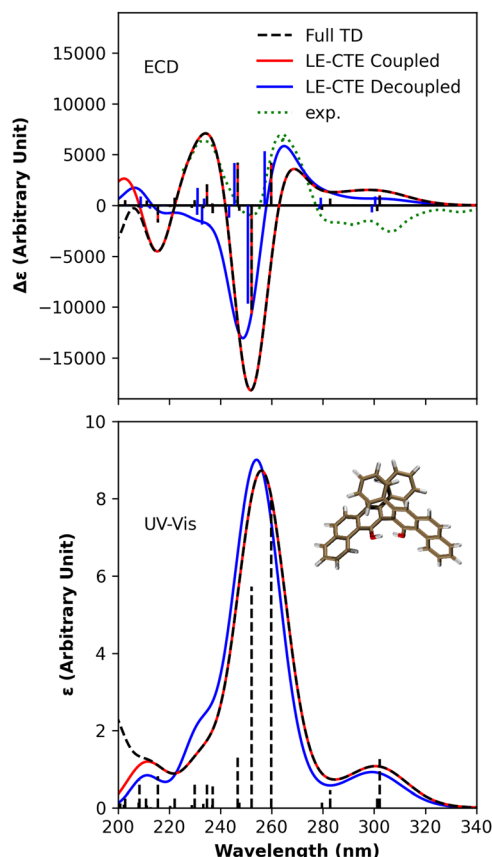 15000
10000
5000
0
−5000
−10000
−15000
Δε (Arbitrary Unit)
ECD
Full TD
LE-CTE Coupled
LE-CTE Decoupled
exp.
10
8
6
4
2
0
ε (Arbitrary Unit)
UV-Vis
200 220 240 260 280 300 320 340
Wavelength (nm)